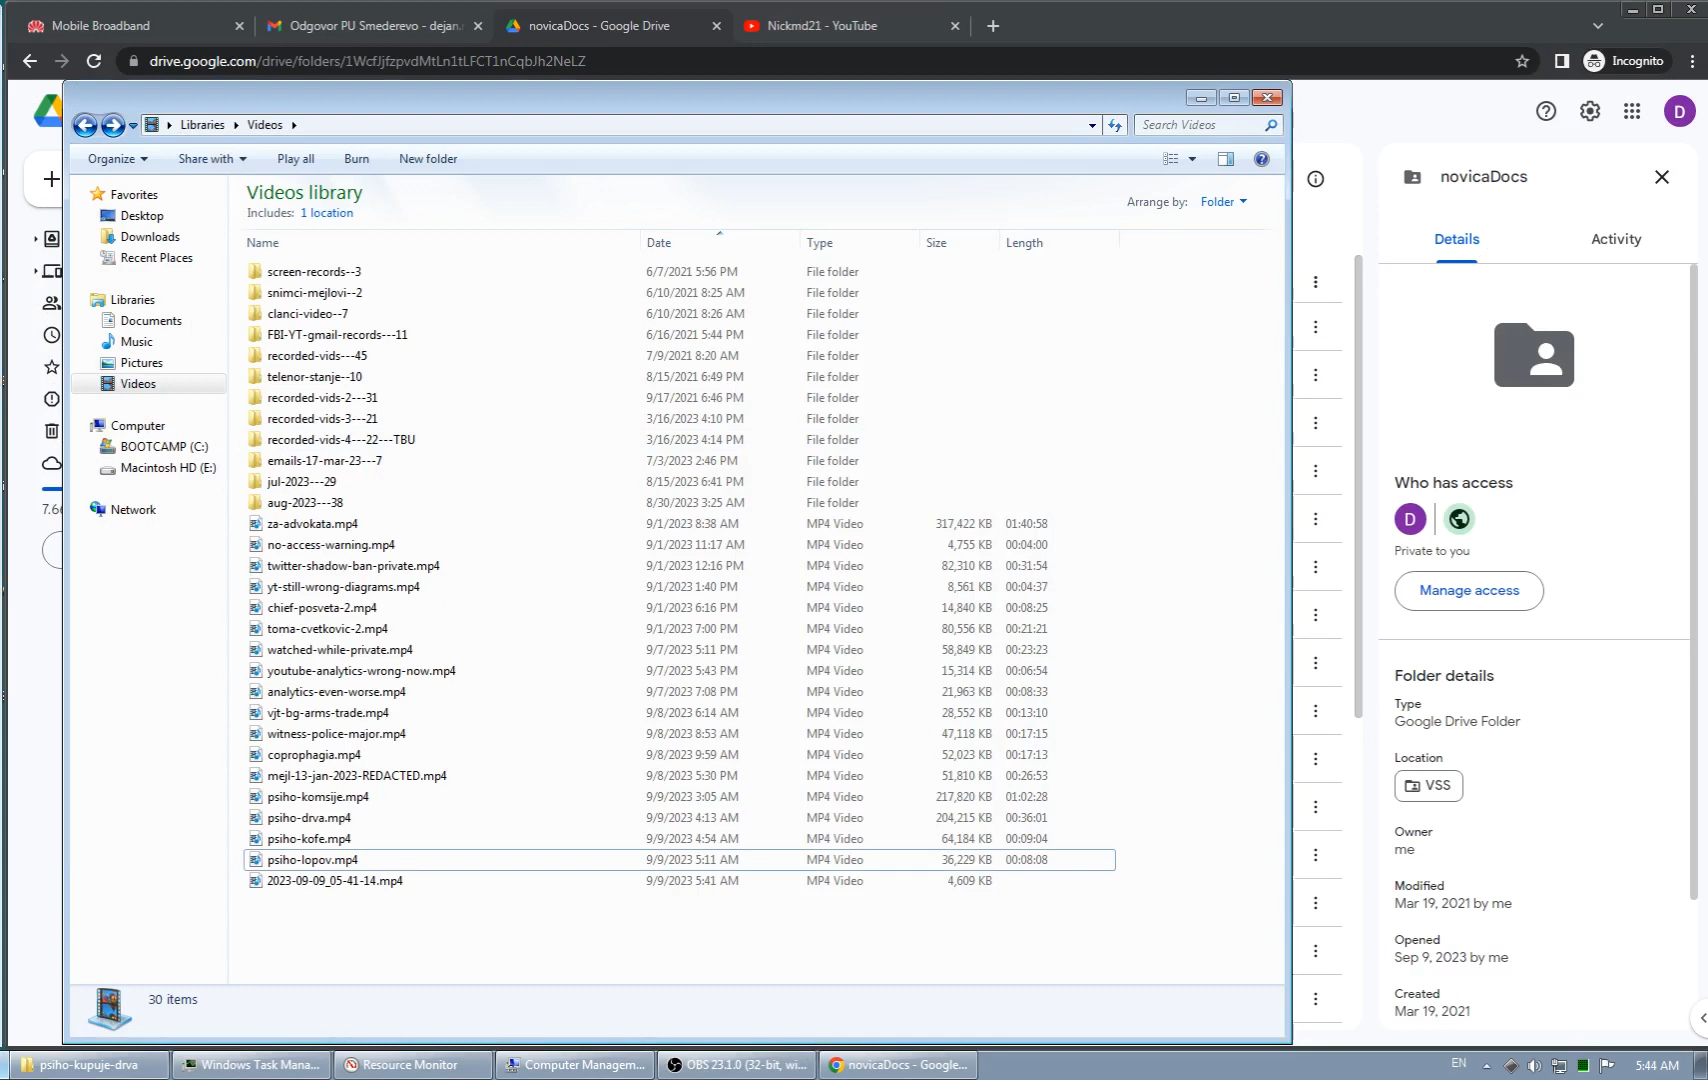 Mobile Broadband
Odgovor PU Smederevo - dejan.
novicaDocs - Google Drive
Nickmd21 - YouTube
drive.google.com/drive/folders/1WcfJjfzpvdMtLn1tLFCT1nCqbJh2NeLZ
Incognito
D
Libraries
Videos
Search Videos
Organize
Share with
Play all
Burn
New folder
Favorites
Desktop
Downloads
Recent Places
Libraries
Documents
Music
Pictures
Videos
Computer
BOOTCAMP (C:)
Macintosh HD (E:)
Network
7.6
Videos library
Includes: 1 location
Arrange by: Folder
Name Date Type Size Length
screen-records--3 6/7/2021 5:56 PM File folder
snimci-mejlovi--2 6/10/2021 8:25 AM File folder
clanci-video--7 6/10/2021 8:26 AM File folder
FBI-YT-gmail-records---11 6/16/2021 5:44 PM File folder
recorded-vids---45 7/9/2021 8:20 AM File folder
telenor-stanje--10 8/15/2021 6:49 PM File folder
recorded-vids-2---31 9/17/2021 6:46 PM File folder
recorded-vids-3---21 3/16/2023 4:10 PM File folder
recorded-vids-4---22---TBU 3/16/2023 4:14 PM File folder
emails-17-mar-23---7 7/3/2023 2:46 PM File folder
jul-2023---29 8/15/2023 6:41 PM File folder
aug-2023---38 8/30/2023 3:25 AM File folder
za-advokata.mp4 9/1/2023 8:38 AM MP4 Video 317,422 KB 01:40:58
no-access-warning.mp4 9/1/2023 11:17 AM MP4 Video 4,755 KB 00:04:00
twitter-shadow-ban-private.mp4 9/1/2023 12:16 PM MP4 Video 82,310 KB 00:31:54
yt-still-wrong-diagrams.mp4 9/1/2023 1:40 PM MP4 Video 8,561 KB 00:04:37
chief-posveta-2.mp4 9/1/2023 6:16 PM MP4 Video 14,840 KB 00:08:25
toma-cvetkovic-2.mp4 9/1/2023 7:00 PM MP4 Video 80,556 KB 00:21:21
watched-while-private.mp4 9/7/2023 5:11 PM MP4 Video 58,849 KB 00:23:23
youtube-analytics-wrong-now.mp4 9/7/2023 5:43 PM MP4 Video 15,314 KB 00:06:54
analytics-even-worse.mp4 9/7/2023 7:08 PM MP4 Video 21,963 KB 00:08:33
vjt-bg-arms-trade.mp4 9/8/2023 6:14 AM MP4 Video 28,552 KB 00:13:10
witness-police-major.mp4 9/8/2023 8:53 AM MP4 Video 47,118 KB 00:17:15
coprophagia.mp4 9/8/2023 9:59 AM MP4 Video 52,023 KB 00:17:13
mejl-13-jan-2023-REDACTED.mp4 9/8/2023 5:30 PM MP4 Video 51,810 KB 00:26:53
psiho-komsije.mp4 9/9/2023 3:05 AM MP4 Video 217,820 KB 01:02:28
psiho-drva.mp4 9/9/2023 4:13 AM MP4 Video 204,215 KB 00:36:01
psiho-kofe.mp4 9/9/2023 4:54 AM MP4 Video 64,184 KB 00:09:04
psiho-lopov.mp4 9/9/2023 5:11 AM MP4 Video 36,229 KB 00:08:08
2023-09-09_05-41-14.mp4 9/9/2023 5:41 AM MP4 Video 4,609 KB
30 items
novicaDocs
Details Activity
Who has access
D
Private to you
Manage access
Folder details
Type
Google Drive Folder
Location
VSS
Owner
me
Modified
Mar 19, 2021 by me
Opened
Sep 9, 2023 by me
Created
Mar 19, 2021
psiho-kupuje-drva
Windows Task Mana...
Resource Monitor
Computer Managem...
OBS 23.1.0 (32-bit, wi...
novicaDocs - Google...
EN
5:44 AM